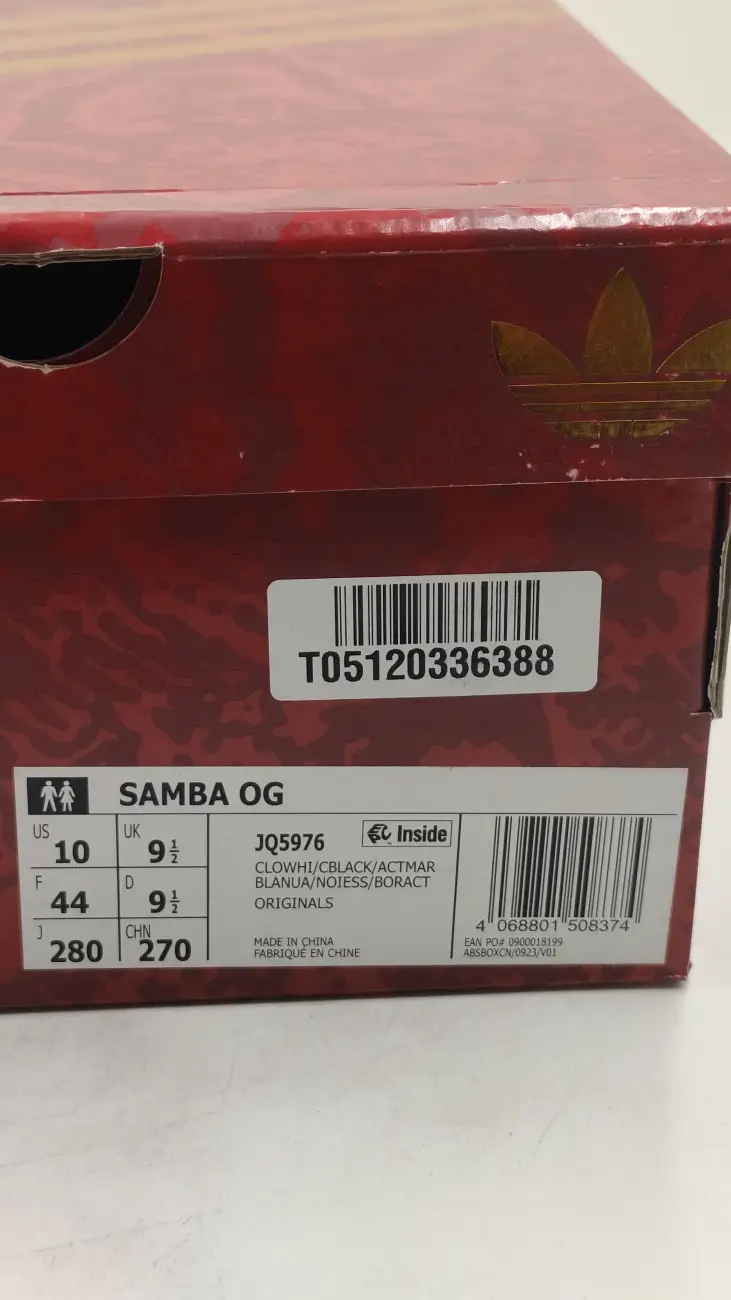 T05120336388
SAMBA OG
US 10 UK 9½
F 44 D 9½
J 280 CHN 270
JQ5976
Inside
CLOWHI/CBLACK/ACTMAR
BLANUA/NOIESS/BORACT
ORIGINALS
MADE IN CHINA
FABRIQUÉ EN CHINE
4 068801 508374
EAN PO# 0900018199
ABSBOXCN/0923/V01